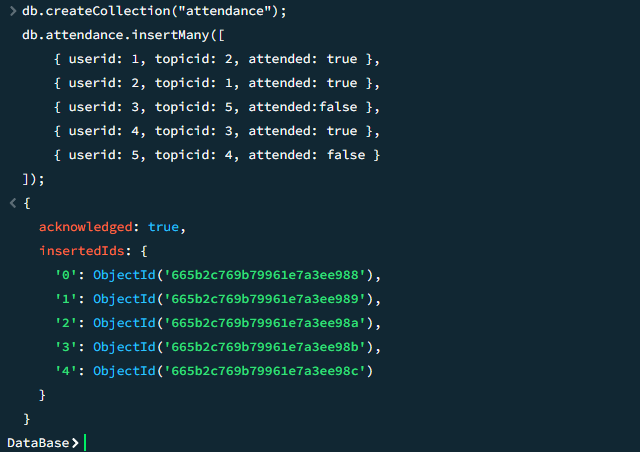 > db.createCollection("attendance");
db.attendance.insertMany([
    { userid: 1, topicid: 2, attended: true },
    { userid: 2, topicid: 1, attended: true },
    { userid: 3, topicid: 5, attended:false },
    { userid: 4, topicid: 3, attended: true },
    { userid: 5, topicid: 4, attended: false }
]);
< {
  acknowledged: true,
  insertedIds: {
    '0': ObjectId('665b2c769b79961e7a3ee988'),
    '1': ObjectId('665b2c769b79961e7a3ee989'),
    '2': ObjectId('665b2c769b79961e7a3ee98a'),
    '3': ObjectId('665b2c769b79961e7a3ee98b'),
    '4': ObjectId('665b2c769b79961e7a3ee98c')
  }
}
DataBase>